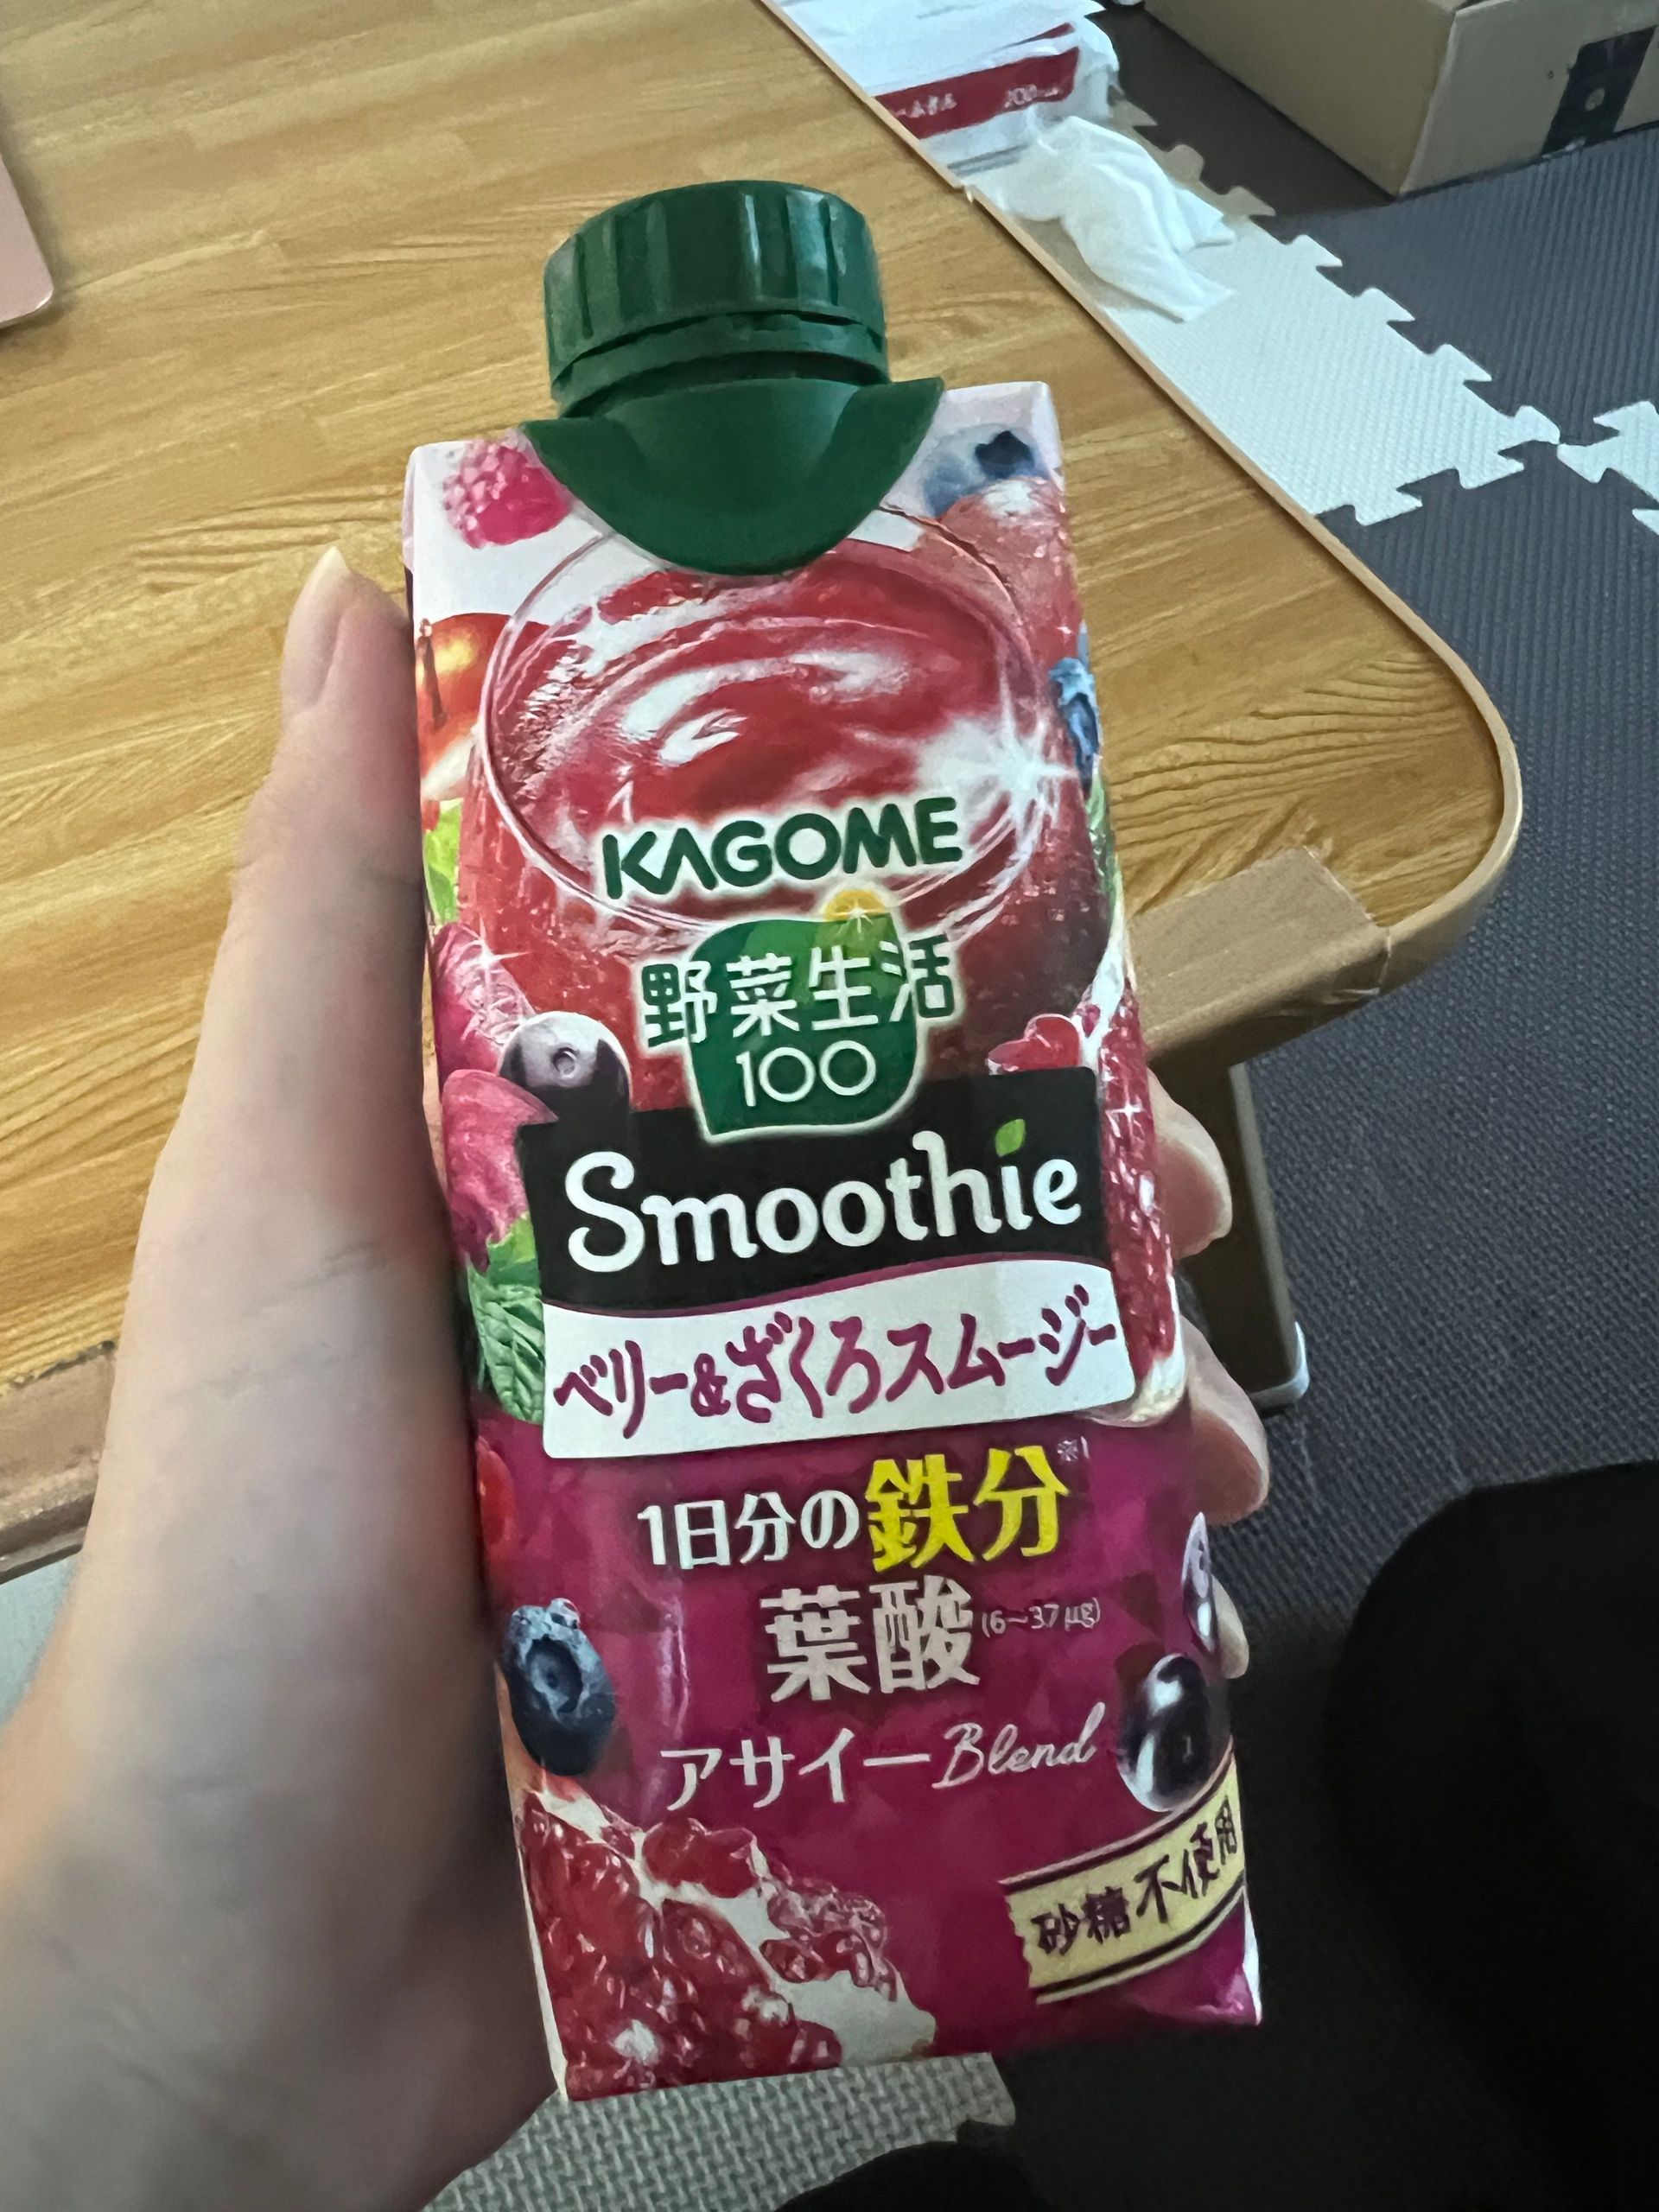 KAGOME
野菜生活
100
Smoothie
ベリー&ざくろスムージー
1日分の鉄分※1
葉酸(6~37μg)
アサイーBlend
砂糖不使用